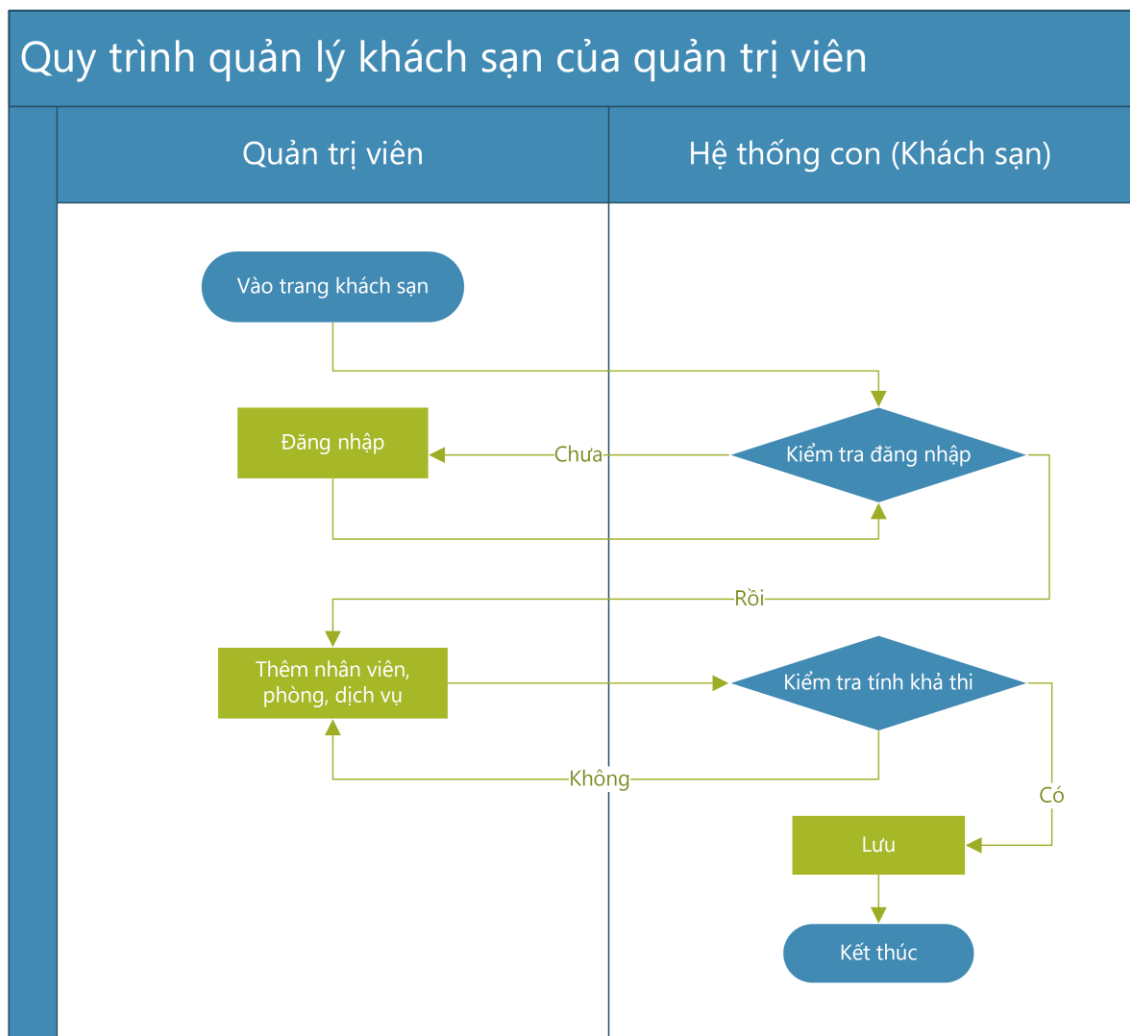 Quy trình quản lý khách sạn của quản trị viên
Quản trị viên
Hệ thống con (Khách sạn)
Vào trang khách sạn
Đăng nhập
Chưa
Kiểm tra đăng nhập
Rồi
Thêm nhân viên,
phòng, dịch vụ
Kiểm tra tính khả thi
Không
Có
Lưu
Kết thúc